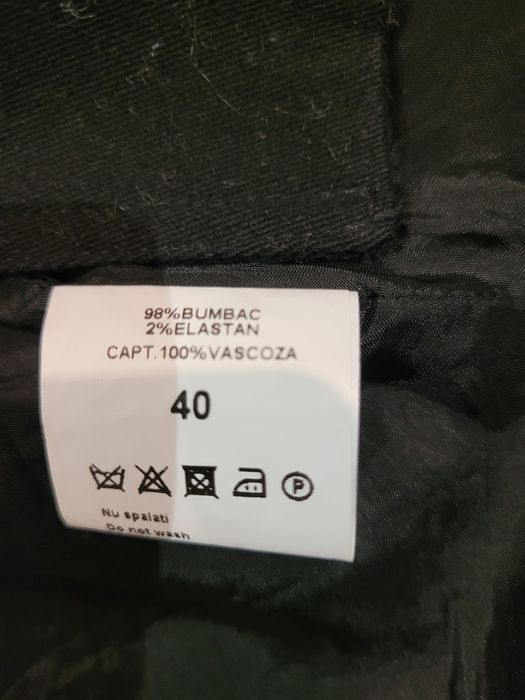 98%BUMBAC
2%ELASTAN
CAPT.100%VASCOZA
40
P
Nu spalati
Do not wash